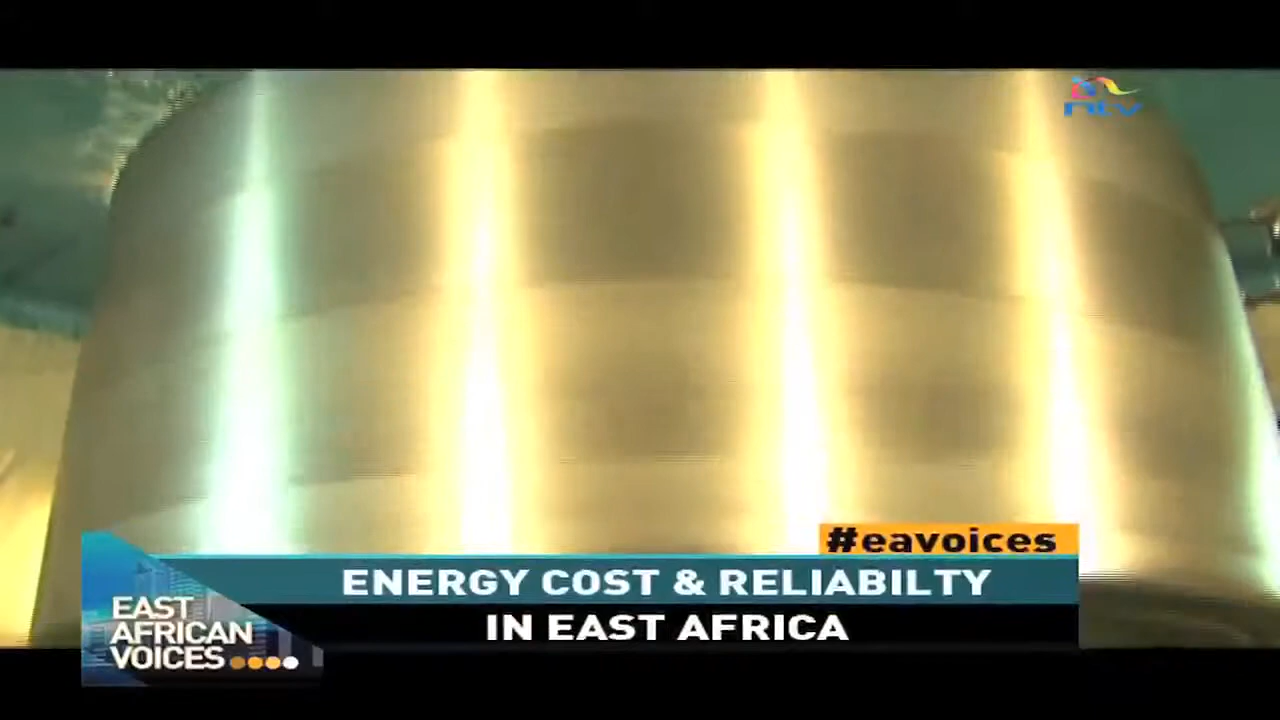 ntv
#eavoices
ENERGY COST & RELIABILTY
IN EAST AFRICA
EAST
AFRICAN
VOICES